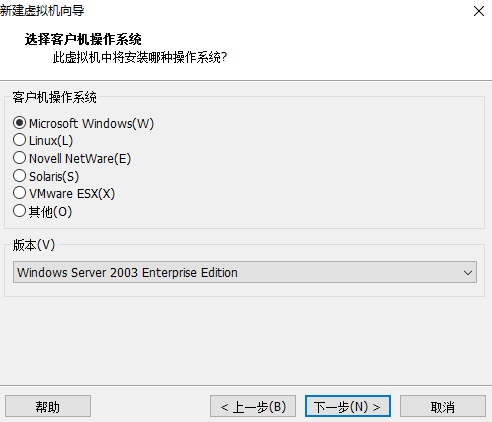 新建虚拟机向导
选择客户机操作系统
此虚拟机中将安装哪种操作系统?
客户机操作系统
Microsoft Windows(W)
Linux(L)
Novell NetWare(E)
Solaris(S)
VMware ESX(X)
其他(O)
版本(V)
Windows Server 2003 Enterprise Edition
帮助
< 上一步(B)
下一步(N) >
取消